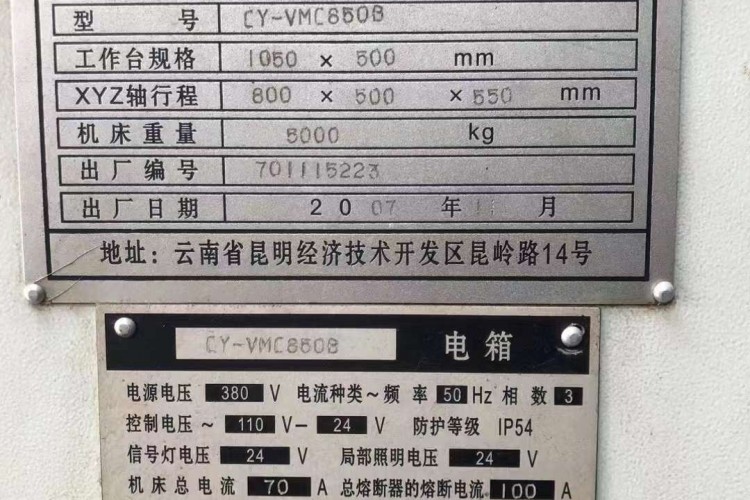 型号 CY-VMC850B
工作台规格 1050 × 500 mm
XYZ轴行程 800 × 500 × 550 mm
机床重量 5000 kg
出厂编号 701115223
出厂日期 2007 年 11 月
地址：云南省昆明经济技术开发区昆岭路14号
CY-VMC850B 电箱
电源电压 380 V 电流种类～频率 50 Hz 相数 3
控制电压～ 110 V— 24 V 防护等级 IP54
信号灯电压 24 V 局部照明电压 24 V
机床总电流 70 A 总熔断器的熔断电流 100 A